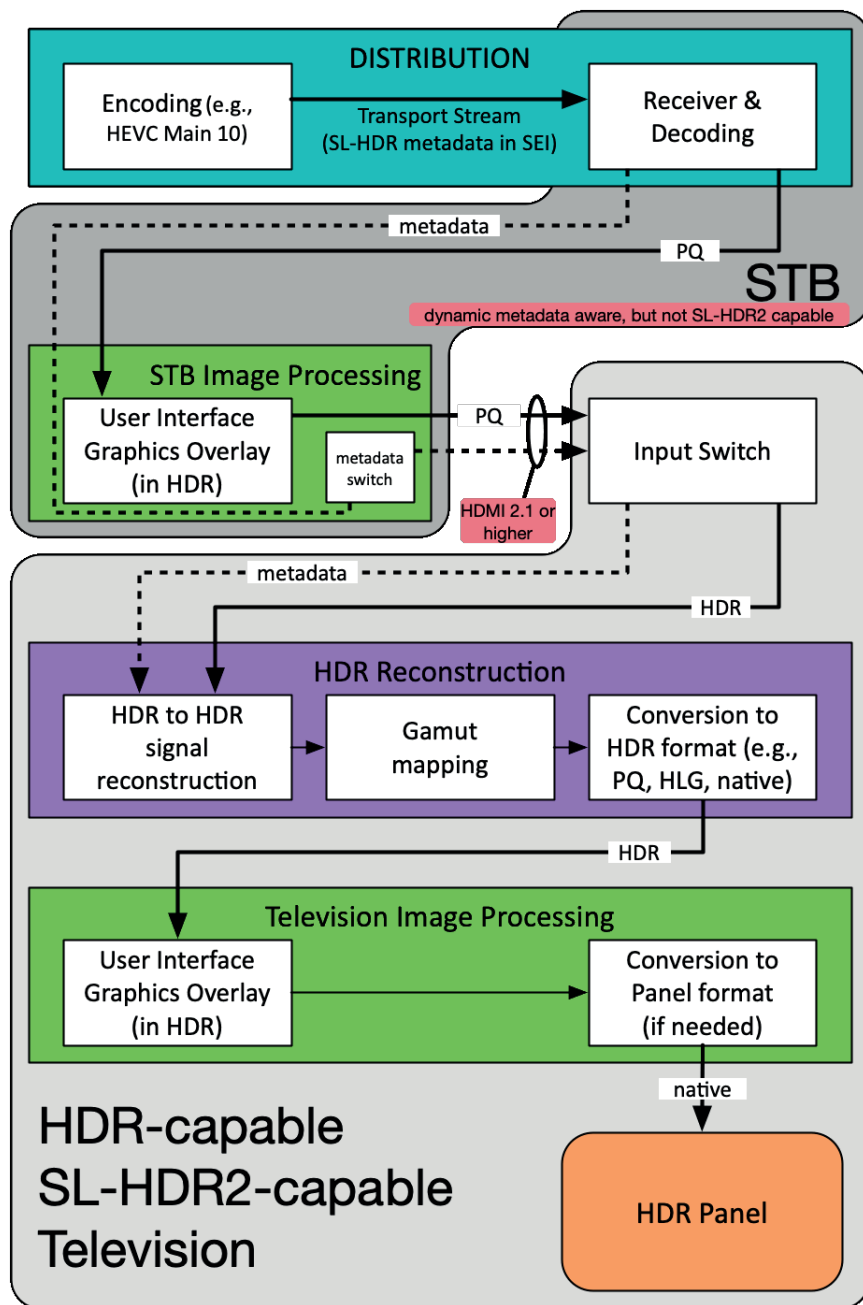 DISTRIBUTION
Encoding (e.g.,
HEVC Main 10)
Transport Stream
(SL-HDR metadata in SEI)
Receiver &
Decoding
metadata
PQ
STB
dynamic metadata aware, but not SL-HDR2 capable
STB Image Processing
User Interface
Graphics Overlay
(in HDR)
metadata
switch
PQ
HDMI 2.1 or
higher
Input Switch
metadata
HDR
HDR Reconstruction
HDR to HDR
signal
reconstruction
Gamut
mapping
Conversion to
HDR format (e.g.,
PQ, HLG, native)
HDR
Television Image Processing
User Interface
Graphics Overlay
(in HDR)
Conversion to
Panel format
(if needed)
native
HDR-capable
SL-HDR2-capable
Television
HDR Panel